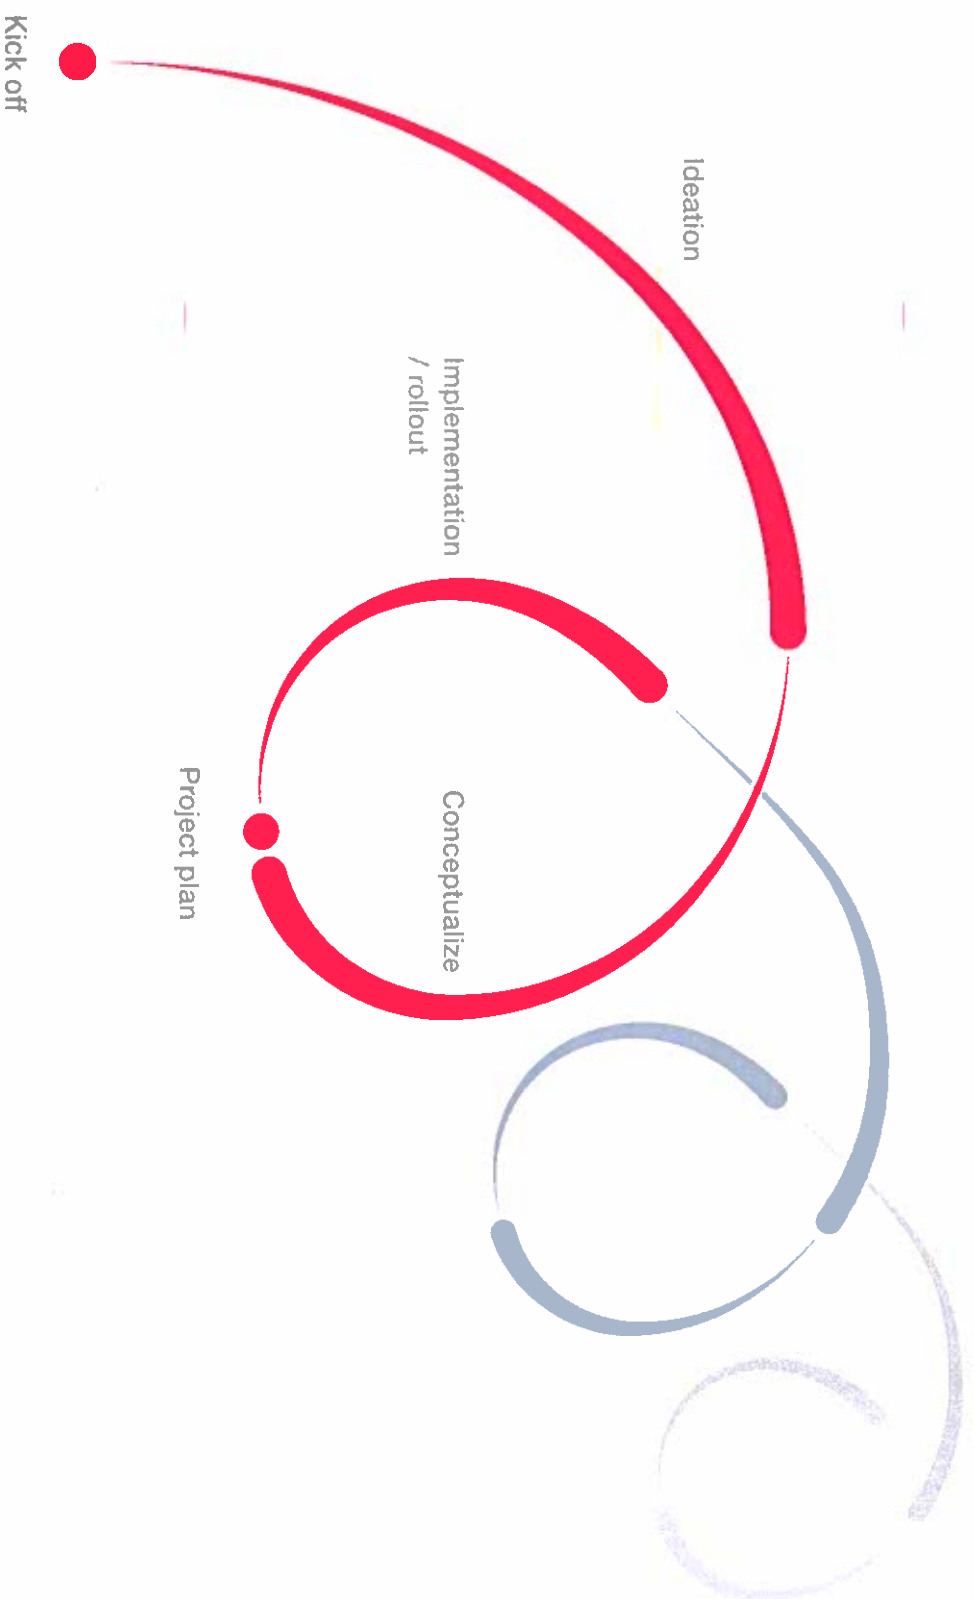 Kick off
Ideation
Implementation
/ rollout
Conceptualize
Project plan